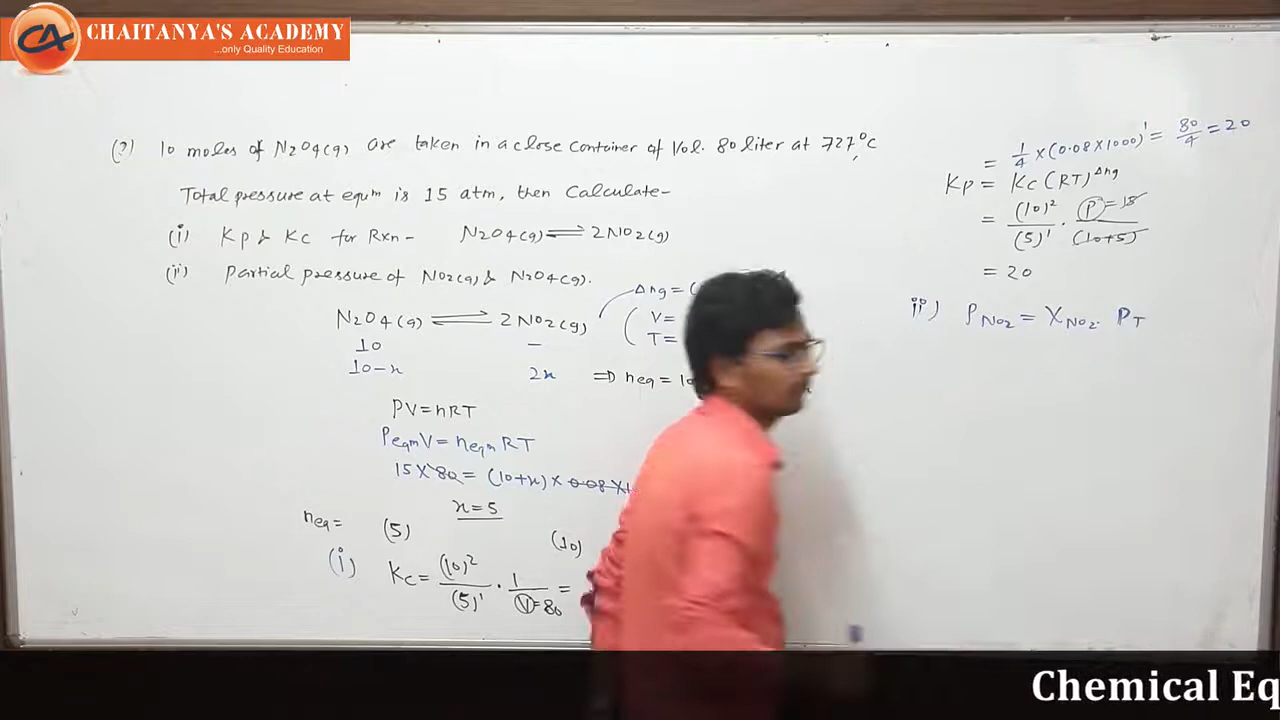 CHAITANYA'S ACADEMY
...only Quality Education
CA
(?) 10 moles of N2O4(g) are taken in a close container of Vol. 80 liter at 727°C
Total pressure at equm is 15 atm, then Calculate-
(i) Kp & Kc for Rxn- N2O4(g) ⇌ 2NO2(g)
(ii) Partial pressure of NO2(g) & N2O4(g).
N2O4(g) ⇌ 2NO2(g)
10 –
10-x 2x ⇒ neq = 10
Δng = (
( V=
T=
PV=nRT
PeqmV= neqm RT
15×80= (10+x)× 0.08×1
x=5
neq= (5) (10)
(i) Kc= (10)²/(5)¹ · 1/(V)=80 =
= 1/4 ×(0.08×1000)¹ = 80/4 = 20
Kp= Kc(RT)^Δng
= (10)²/(5)¹ · (P)=15/(10+5)
= 20
ii) PNO2= XNO2. PT
Chemical Eq